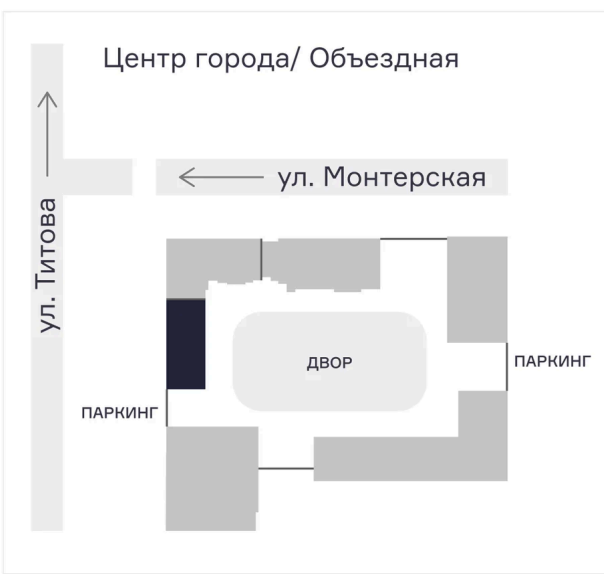 Центр города/ Объездная
ул. Монтерская
ул. Титова
ДВОР
ПАРКИНГ
ПАРКИНГ